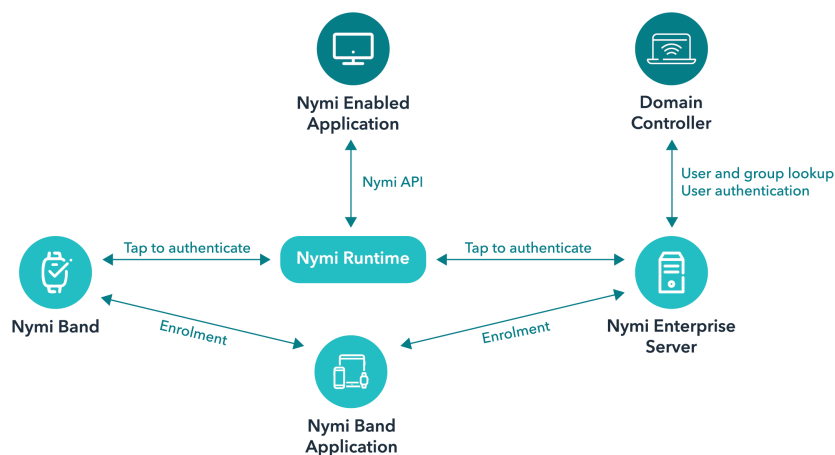 Nymi Enabled
Application
Domain
Controller
Nymi API
User and group lookup
User authentication
Tap to authenticate
Nymi Runtime
Tap to authenticate
Nymi Band
Enrolment
Enrolment
Nymi Enterprise
Server
Nymi Band
Application